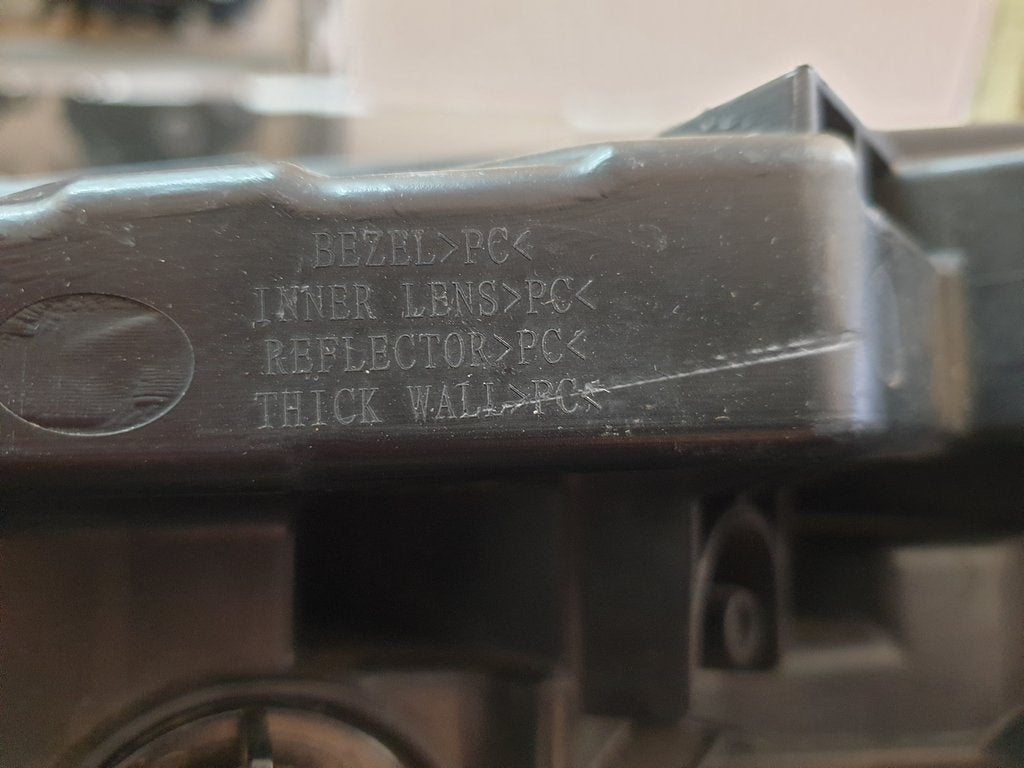 BEZEL>PC<
INNER LENS>PC<
REFLECTOR>PC<
THICK WALL>PC<